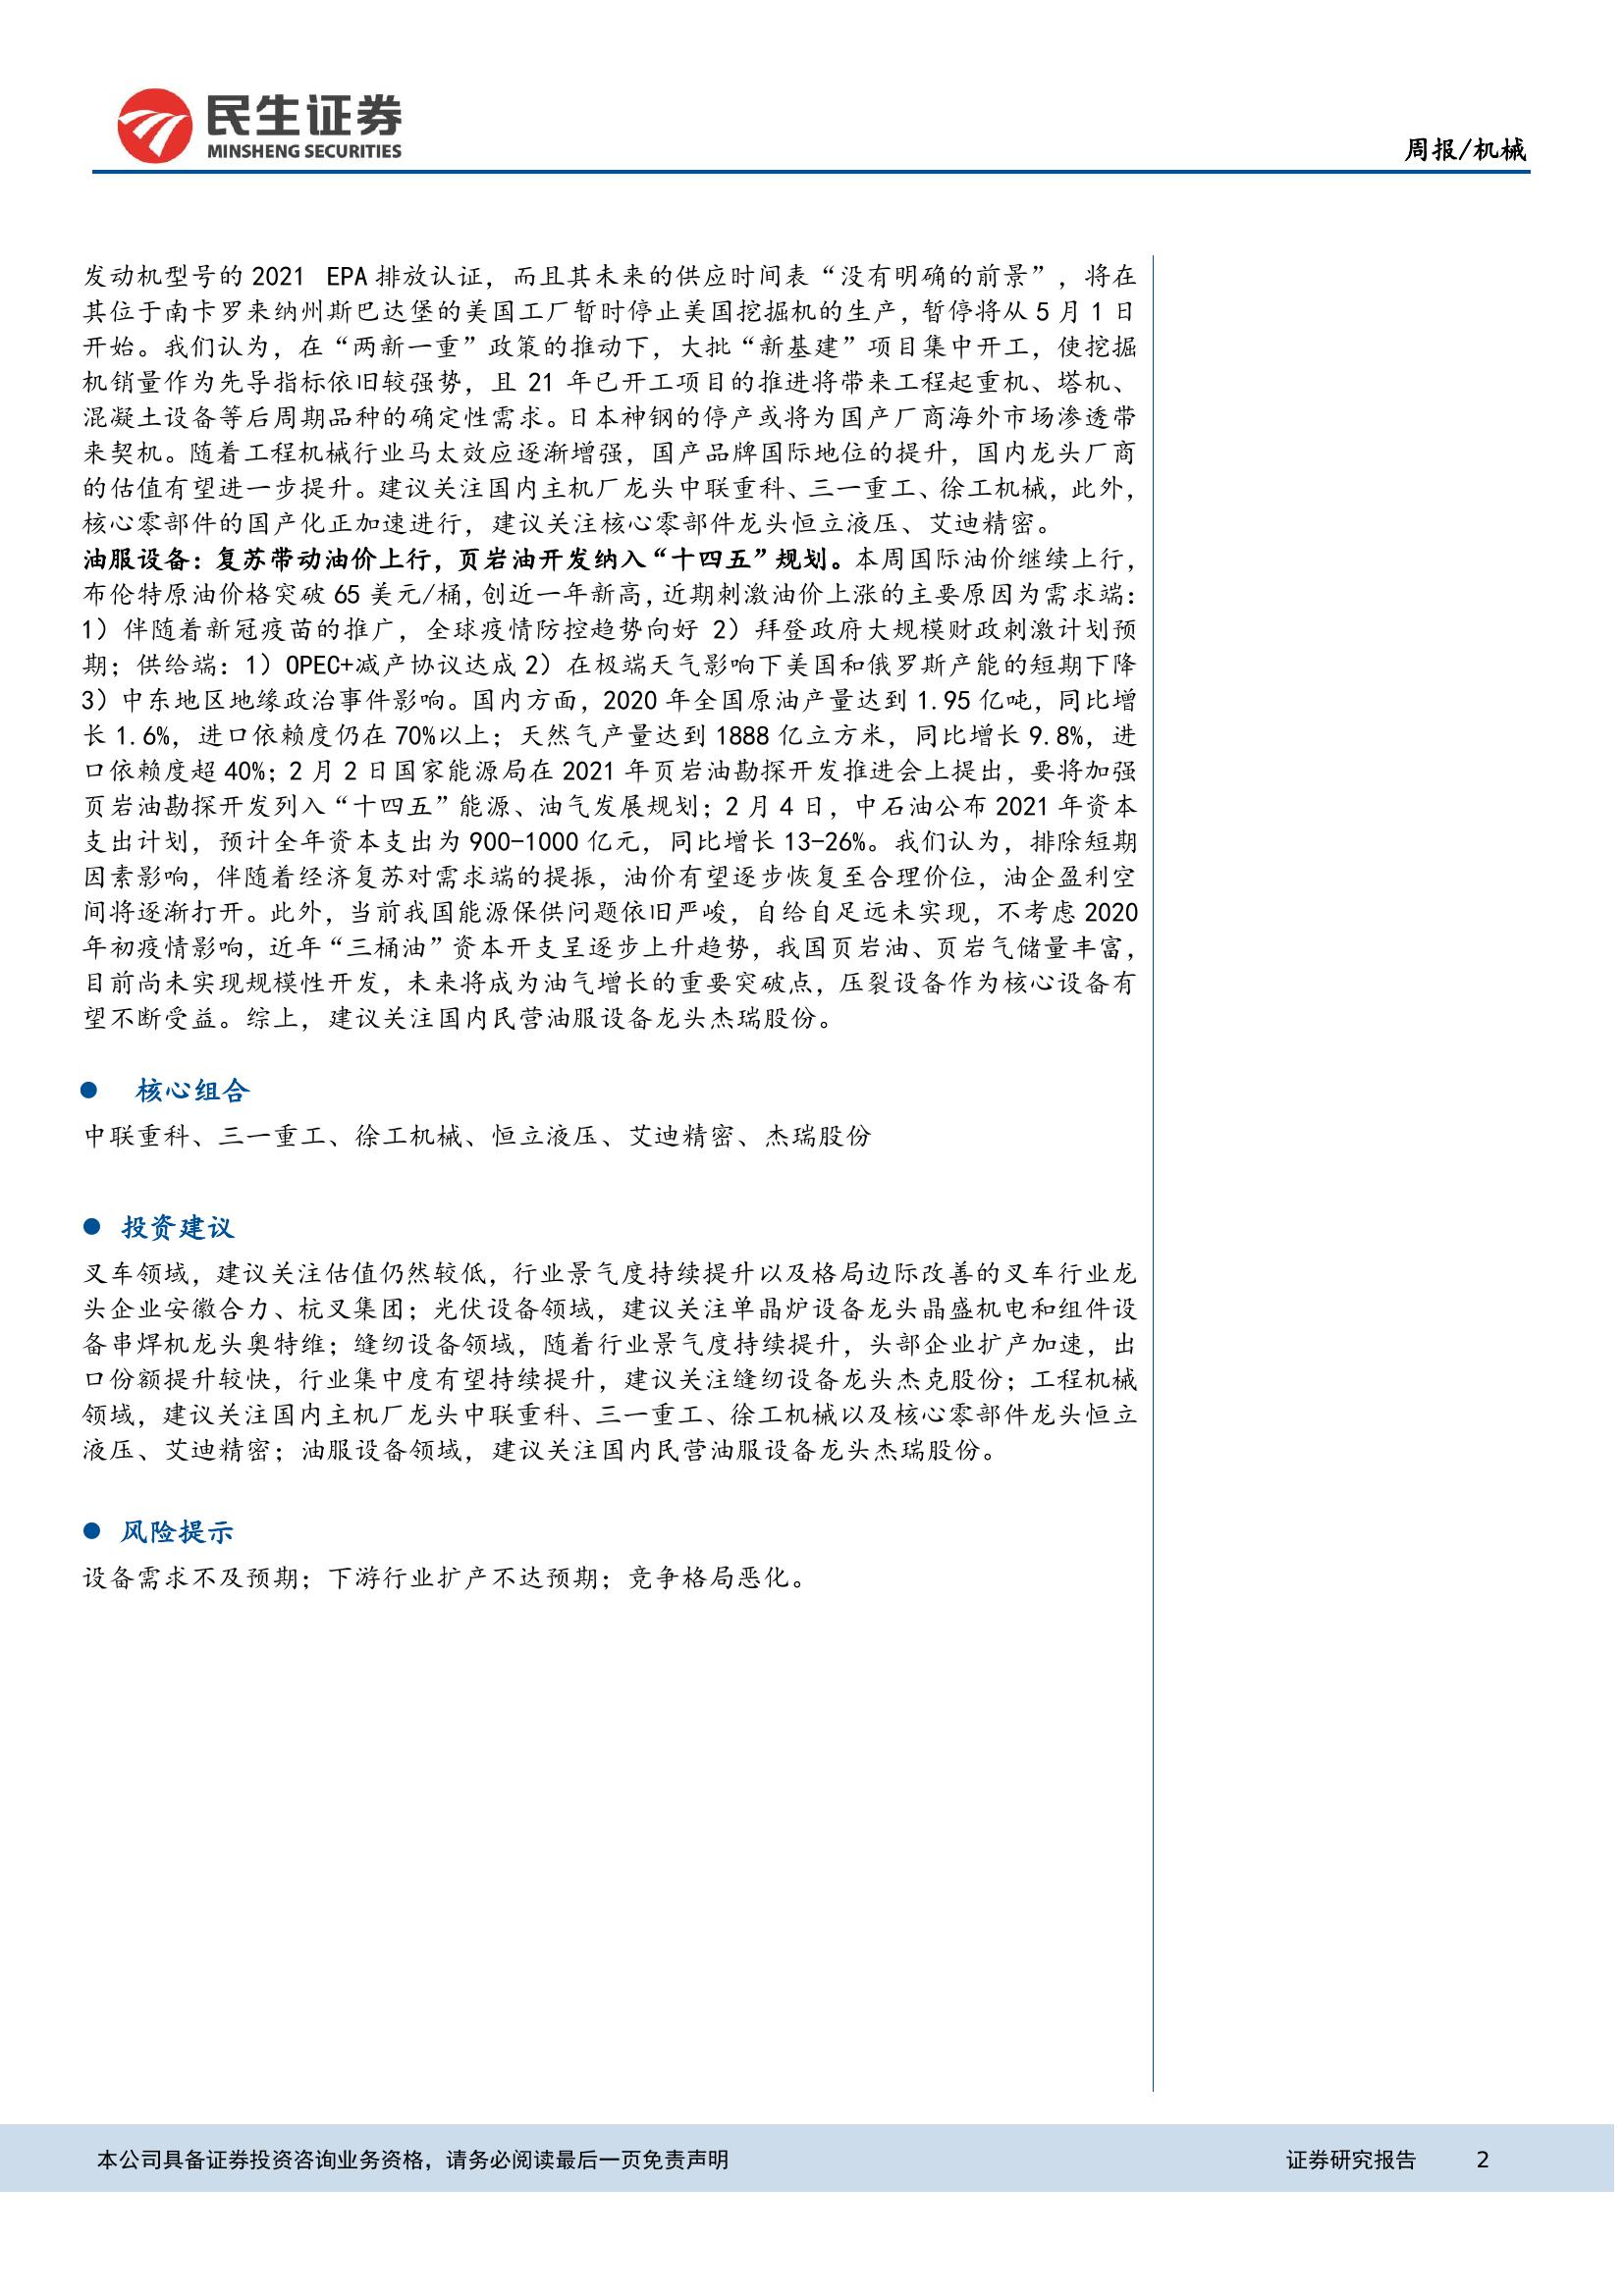 民生证券
MINSHENG SECURITIES
周报/机械
发动机型号的 2021 EPA 排放认证，而且其未来的供应时间表“没有明确的前景”，将在
其位于南卡罗来纳州斯巴达堡的美国工厂暂时停止美国挖掘机的生产，暂停将从 5 月 1 日
开始。我们认为，在“两新一重”政策的推动下，大批“新基建”项目集中开工，使挖掘
机销量作为先导指标依旧较强势，且 21 年已开工项目的推进将带来工程起重机、塔机、
混凝土设备等后周期品种的确定性需求。日本神钢的停产或将为国产厂商海外市场渗透带
来契机。随着工程机械行业马太效应逐渐增强，国产品牌国际地位的提升，国内龙头厂商
的估值有望进一步提升。建议关注国内主机厂龙头中联重科、三一重工、徐工机械，此外，
核心零部件的国产化正加速进行，建议关注核心零部件龙头恒立液压、艾迪精密。
油服设备：复苏带动油价上行，页岩油开发纳入“十四五”规划。本周国际油价继续上行，
布伦特原油价格突破 65 美元/桶，创近一年新高，近期刺激油价上涨的主要原因为需求端：
1）伴随着新冠疫苗的推广，全球疫情防控趋势向好 2）拜登政府大规模财政刺激计划预
期；供给端：1）OPEC+减产协议达成 2）在极端天气影响下美国和俄罗斯产能的短期下降
3）中东地区地缘政治事件影响。国内方面，2020 年全国原油产量达到 1.95 亿吨，同比增
长 1.6%，进口依赖度仍在 70%以上；天然气产量达到 1888 亿立方米，同比增长 9.8%，进
口依赖度超 40%；2 月 2 日国家能源局在 2021 年页岩油勘探开发推进会上提出，要将加强
页岩油勘探开发列入“十四五”能源、油气发展规划；2 月 4 日，中石油公布 2021 年资本
支出计划，预计全年资本支出为 900-1000 亿元，同比增长 13-26%。我们认为，排除短期
因素影响，伴随着经济复苏对需求端的提振，油价有望逐步恢复至合理价位，油企盈利空
间将逐渐打开。此外，当前我国能源保供问题依旧严峻，自给自足远未实现，不考虑 2020
年初疫情影响，近年“三桶油”资本开支呈逐步上升趋势，我国页岩油、页岩气储量丰富，
目前尚未实现规模性开发，未来将成为油气增长的重要突破点，压裂设备作为核心设备有
望不断受益。综上，建议关注国内民营油服设备龙头杰瑞股份。
● 核心组合
中联重科、三一重工、徐工机械、恒立液压、艾迪精密、杰瑞股份
● 投资建议
叉车领域，建议关注估值仍然较低，行业景气度持续提升以及格局边际改善的叉车行业龙
头企业安徽合力、杭叉集团；光伏设备领域，建议关注单晶炉设备龙头晶盛机电和组件设
备串焊机龙头奥特维；缝纫设备领域，随着行业景气度持续提升，头部企业扩产加速，出
口份额提升较快，行业集中度有望持续提升，建议关注缝纫设备龙头杰克股份；工程机械
领域，建议关注国内主机厂龙头中联重科、三一重工、徐工机械以及核心零部件龙头恒立
液压、艾迪精密；油服设备领域，建议关注国内民营油服设备龙头杰瑞股份。
● 风险提示
设备需求不及预期；下游行业扩产不达预期；竞争格局恶化。
本公司具备证券投资咨询业务资格，请务必阅读最后一页免责声明
证券研究报告 2